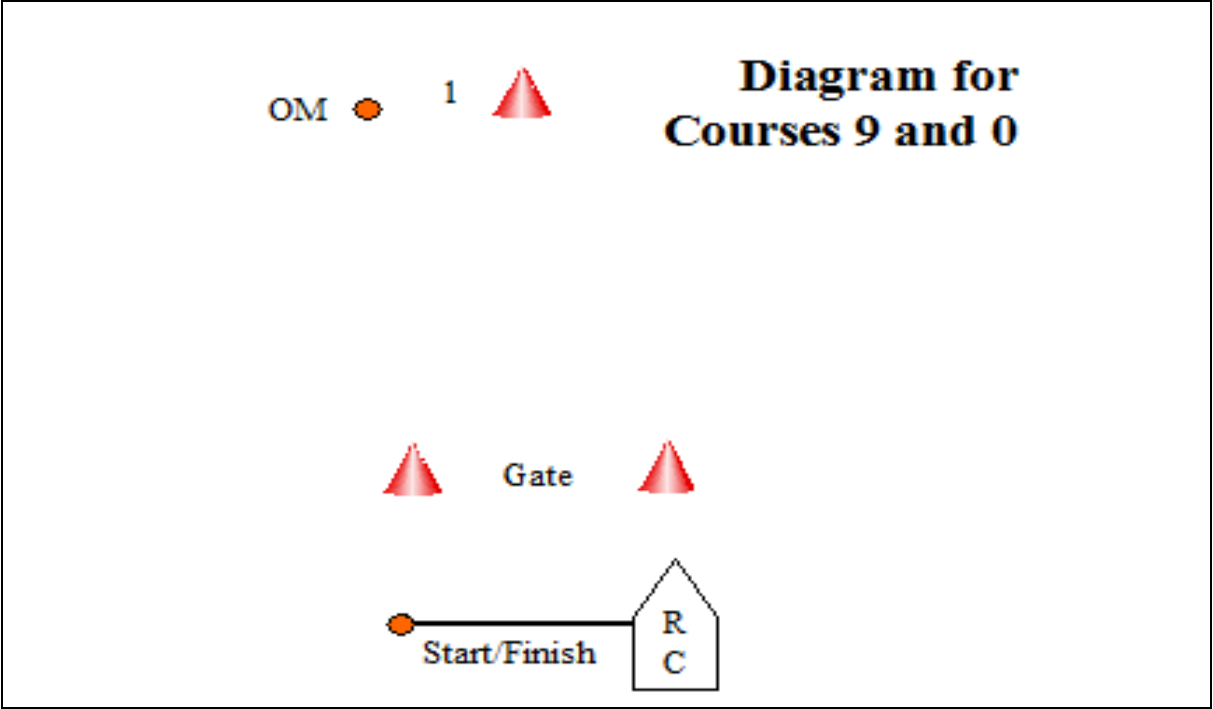 Diagram for
Courses 9 and 0
OM
1
Gate
Start/Finish
R
C